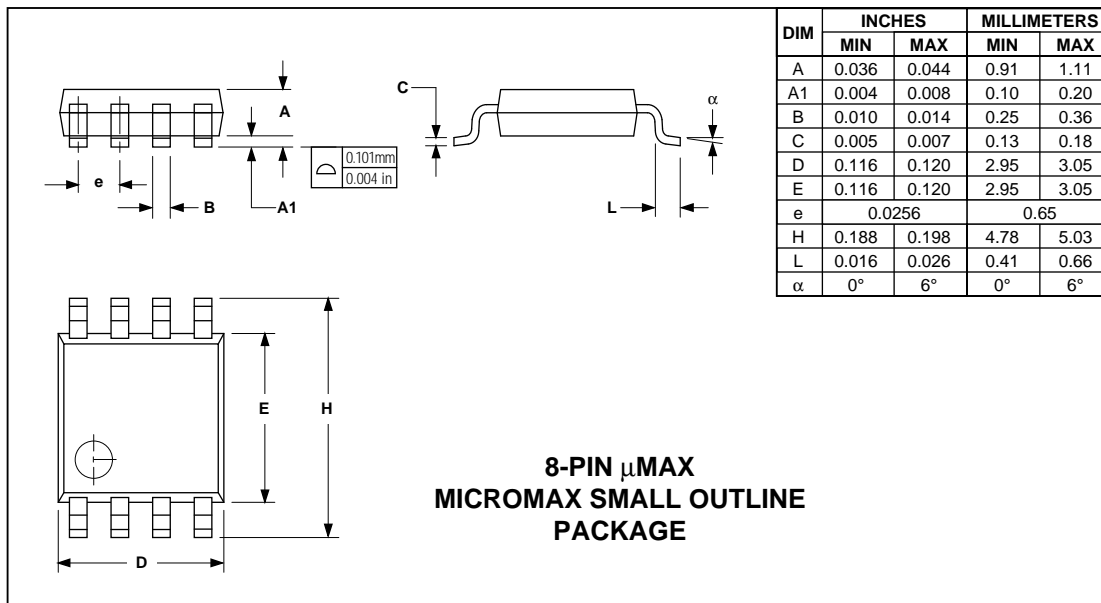 DIM INCHES MILLIMETERS
MIN MAX MIN MAX
A 0.036 0.044 0.91 1.11
A1 0.004 0.008 0.10 0.20
B 0.010 0.014 0.25 0.36
C 0.005 0.007 0.13 0.18
D 0.116 0.120 2.95 3.05
E 0.116 0.120 2.95 3.05
e 0.0256 0.65
H 0.188 0.198 4.78 5.03
L 0.016 0.026 0.41 0.66
α 0° 6° 0° 6°
A
C
α
0.101mm
0.004 in
e
B
A1
L
E
H
D
8-PIN μMAX
MICROMAX SMALL OUTLINE
PACKAGE